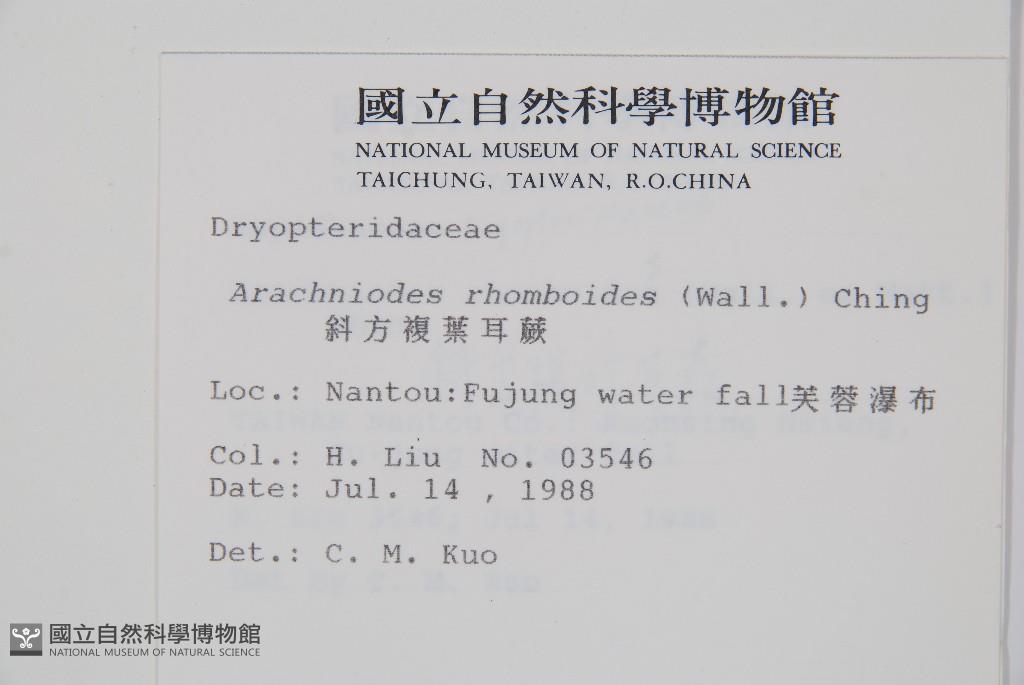 國立自然科學博物館
NATIONAL MUSEUM OF NATURAL SCIENCE
TAICHUNG, TAIWAN, R.O.CHINA
Dryopteridaceae
Arachniodes rhomboides (Wall.) Ching
斜方複葉耳蕨
Loc.: Nantou:Fujung water fall芙蓉瀑布
Col.: H. Liu No. 03546
Date: Jul. 14 , 1988
Det.: C. M. Kuo
國立自然科學博物館
NATIONAL MUSEUM OF NATURAL SCIENCE